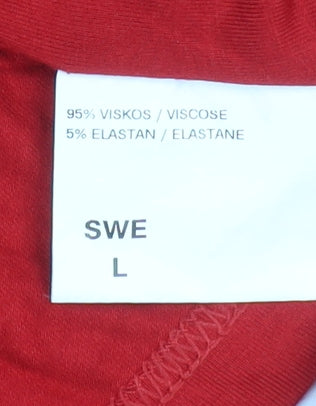 95% VISKOS / VISCOSE
5% ELASTAN / ELASTANE
SWE
L